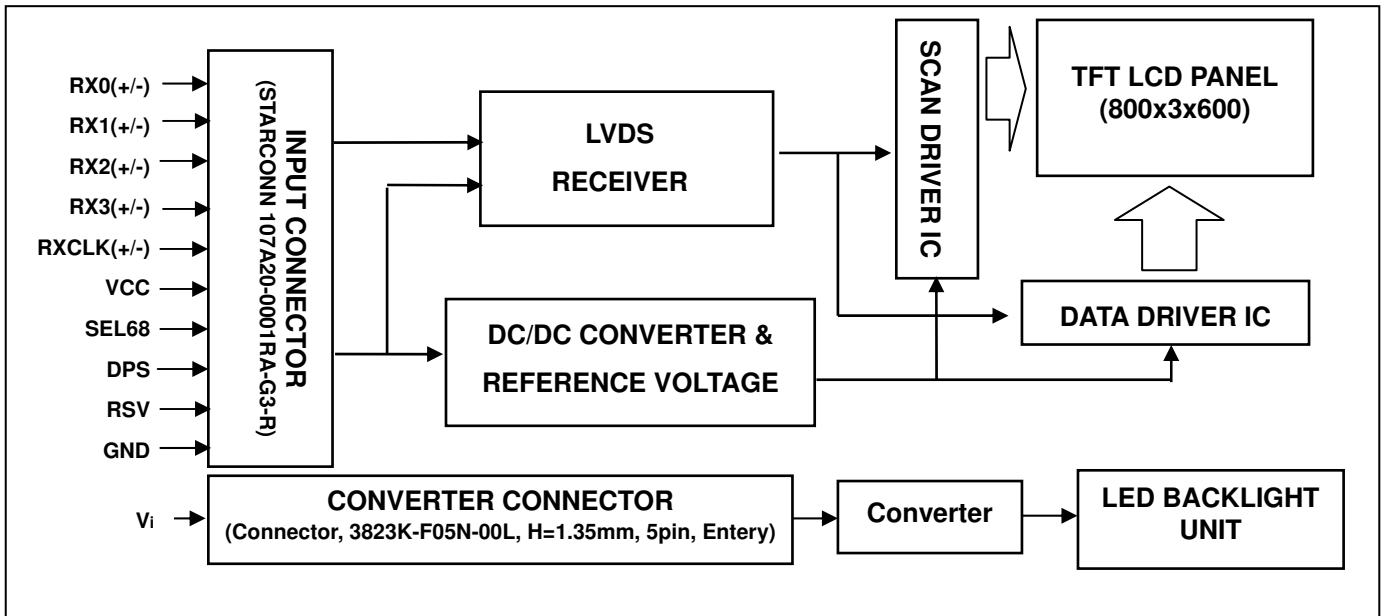 RX0(+/-)
RX1(+/-)
RX2(+/-)
RX3(+/-)
RXCLK(+/-)
VCC
SEL68
DPS
RSV
GND
INPUT CONNECTOR
(STARCONN 107A20-0001RA-G3-R)
LVDS
RECEIVER
DC/DC CONVERTER &
REFERENCE VOLTAGE
SCAN DRIVER IC
TFT LCD PANEL
(800x3x600)
DATA DRIVER IC
Vi
CONVERTER CONNECTOR
(Connector, 3823K-F05N-00L, H=1.35mm, 5pin, Entery)
Converter
LED BACKLIGHT
UNIT